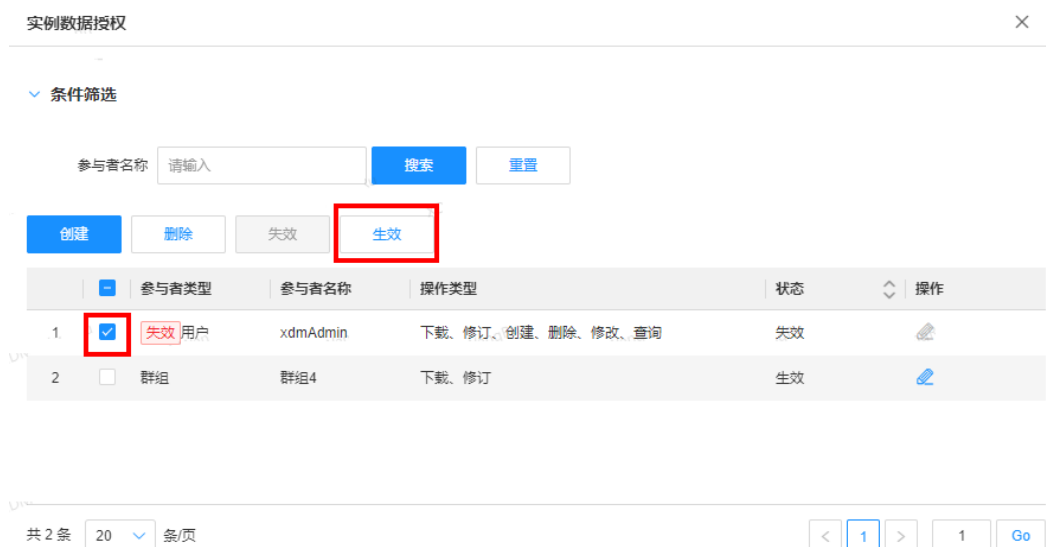 实例数据授权
条件筛选
参与者名称 请输入 搜索 重置
创建 删除 失效 生效
参与者类型 参与者名称 操作类型 状态 操作
1 失效 用户 xdmAdmin 下载、修订、创建、删除、修改、查询 失效
2 群组 群组4 下载、修订 生效
共 2 条 20 条/页 < 1 > 1 Go